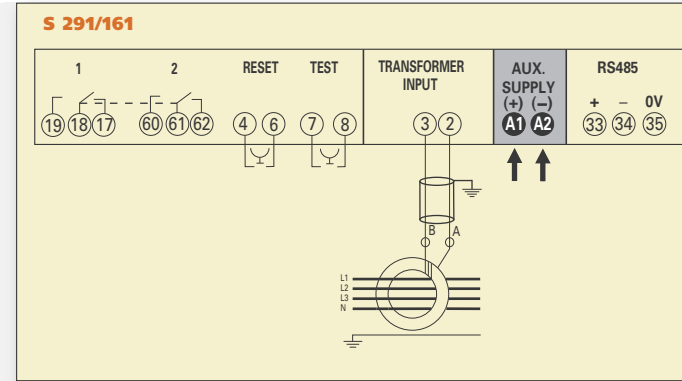 S 291/161
1 2 RESET TEST TRANSFORMER INPUT AUX. SUPPLY (+) (–) RS485
+ – 0V
19 18 17 60 61 62 4 6 7 8 3 2 A1 A2 33 34 35
B A
L1
L2
L3
N